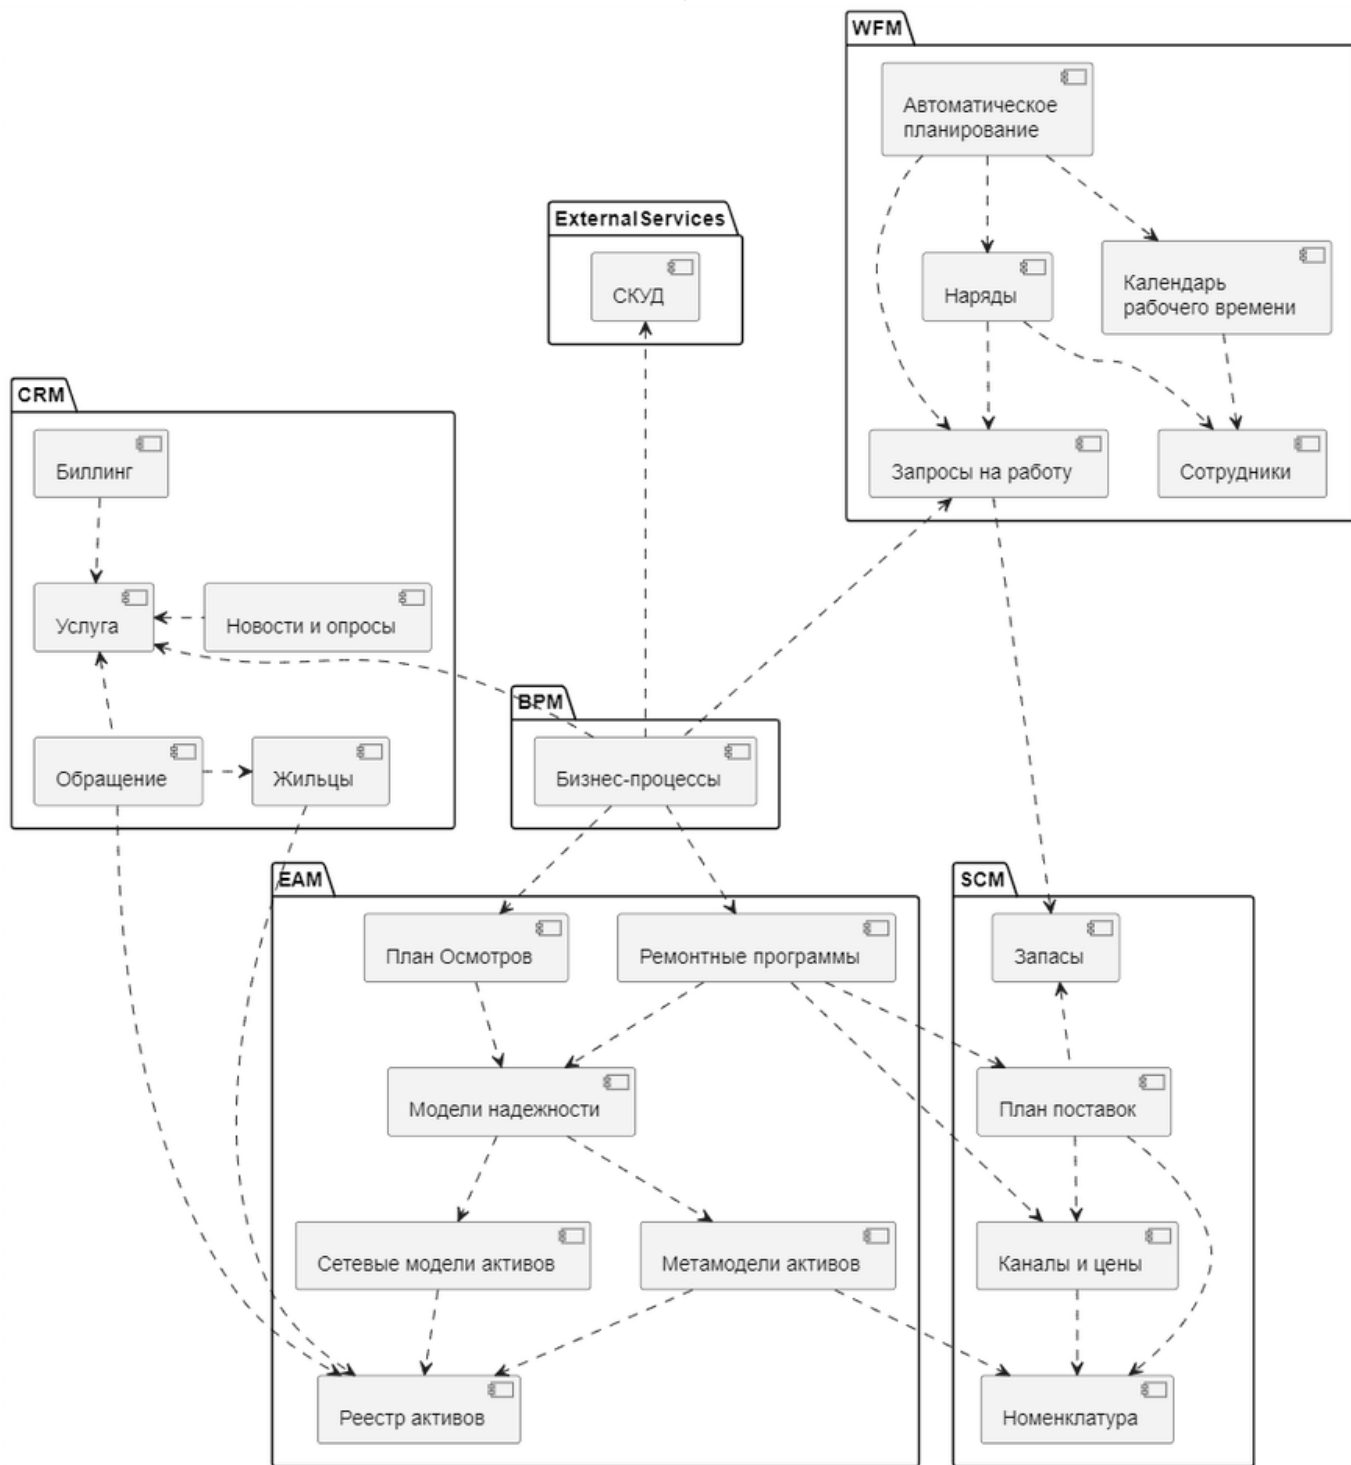 WFM
Автоматическое
планирование
ExternalServices
СКУД
Наряды
Календарь
рабочего времени
CRM
Биллинг
Запросы на работу
Сотрудники
Услуга
Новости и опросы
BPM
Обращение
Жильцы
Бизнес-процессы
EAM
SCM
План Осмотров
Ремонтные программы
Запасы
Модели надежности
План поставок
Сетевые модели активов
Метамодели активов
Каналы и цены
Реестр активов
Номенклатура